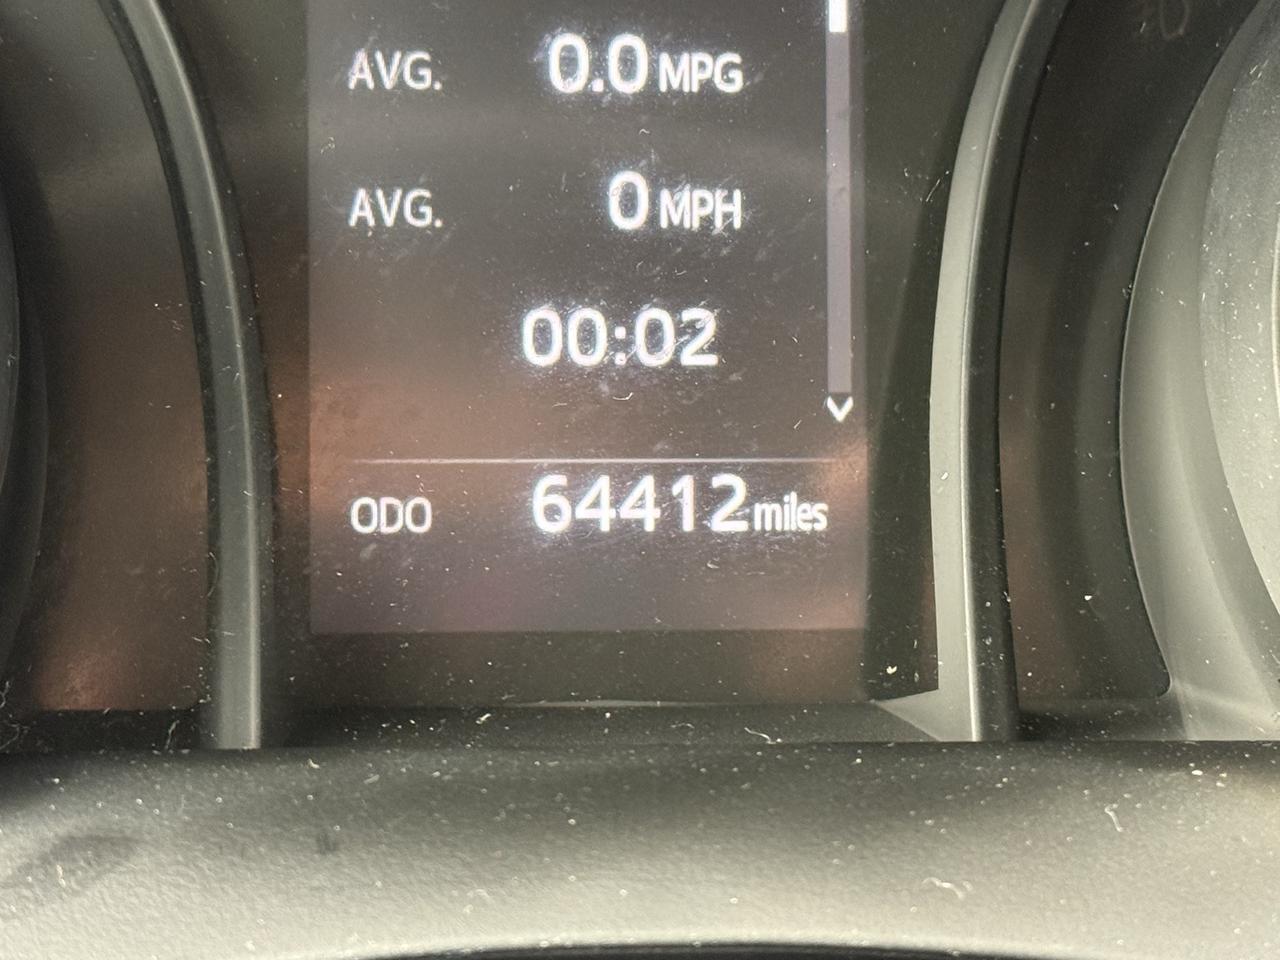 AVG. 0.0 MPG
AVG. 0 MPH
00:02
ODO 64412 miles